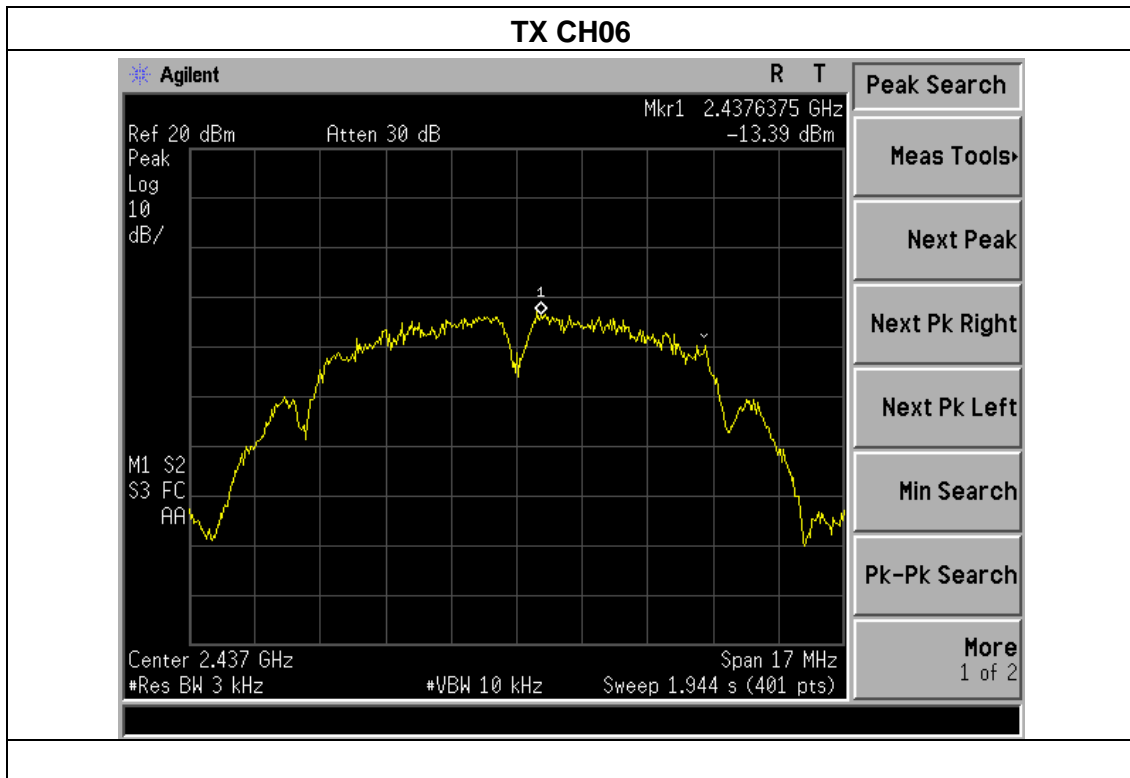 TX CH06
Agilent R T
Peak Search
Mkr1 2.4376375 GHz
Ref 20 dBm Atten 30 dB -13.39 dBm
Peak
Log
10
dB/
1
M1 S2
S3 FC
AA
Center 2.437 GHz Span 17 MHz
#Res BW 3 kHz #VBW 10 kHz Sweep 1.944 s (401 pts)
Meas Tools
Next Peak
Next Pk Right
Next Pk Left
Min Search
Pk-Pk Search
More
1 of 2